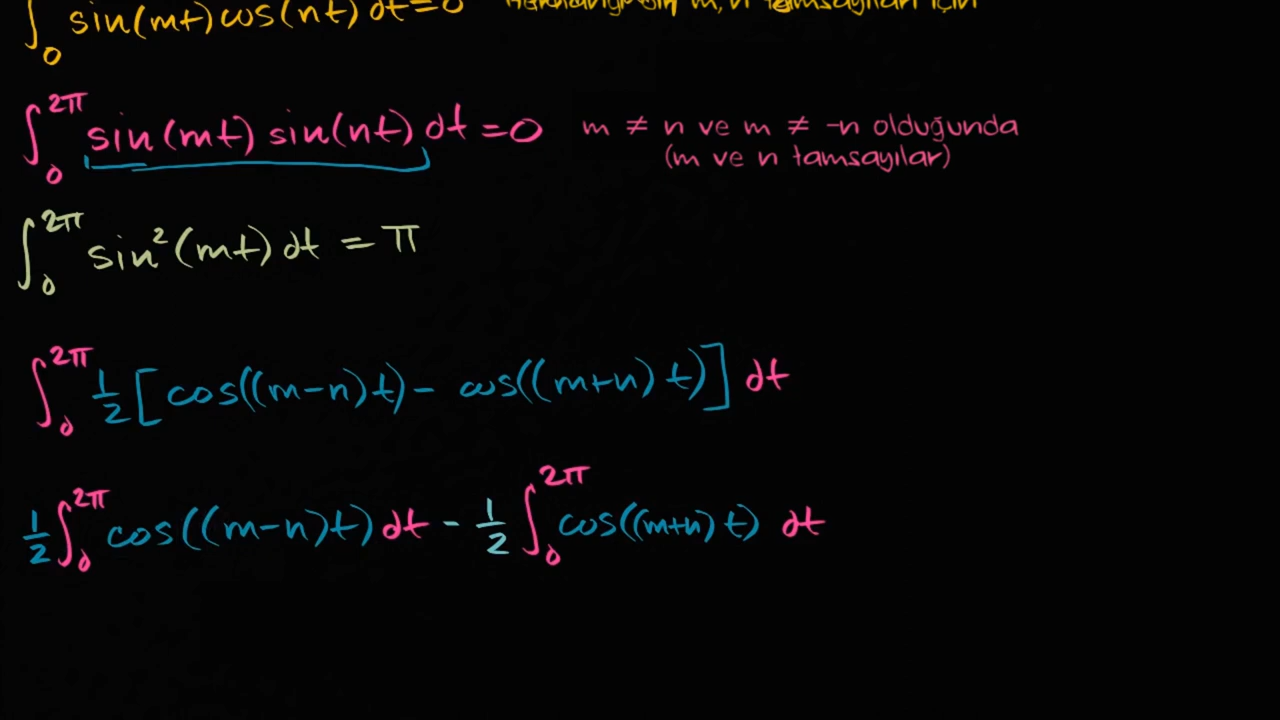 ∫₀ sin(mt)cos(nt) dt = 0 m, n tamsayıları için
∫₀^2π sin(mt) sin(nt) dt = 0 m ≠ n ve m ≠ -n olduğunda
(m ve n tamsayılar)
∫₀^2π sin²(mt) dt = π
∫₀^2π 1/2 [cos((m-n)t) - cos((m+n)t)] dt
1/2 ∫₀^2π cos((m-n)t) dt - 1/2 ∫₀^2π cos((m+n)t) dt